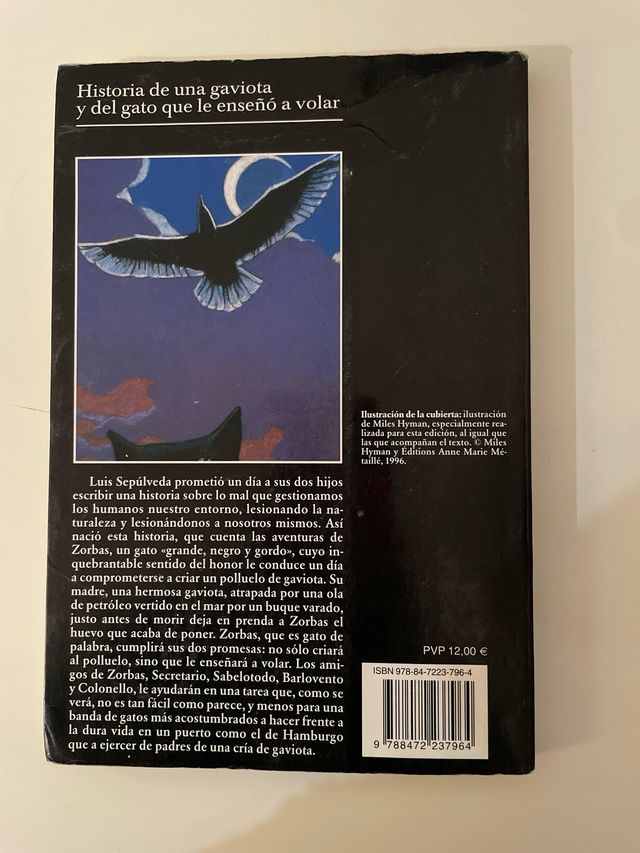 Historia de una gaviota
y del gato que le enseñó a volar
Ilustración de la cubierta: ilustración
de Miles Hyman, especialmente rea-
lizada para esta edición, al igual que
las que acompañan el texto. © Miles
Hyman y Éditions Anne Marie Mé-
taillé, 1996.
Luis Sepúlveda prometió un día a sus dos hijos
escribir una historia sobre lo mal que gestionamos
los humanos nuestro entorno, lesionando la na-
turaleza y lesionándonos a nosotros mismos. Así
nació esta historia, que cuenta las aventuras de
Zorbas, un gato «grande, negro y gordo», cuyo in-
quebrantable sentido del honor le conduce un día
a comprometerse a criar un polluelo de gaviota. Su
madre, una hermosa gaviota, atrapada por una ola
de petróleo vertido en el mar por un buque varado,
justo antes de morir deja en prenda a Zorbas el
huevo que acaba de poner. Zorbas, que es gato de
palabra, cumplirá sus dos promesas: no sólo criará
al polluelo, sino que le enseñará a volar. Los ami-
gos de Zorbas, Secretario, Sabelotodo, Barlovento
y Colonello, le ayudarán en una tarea que, como se
verá, no es tan fácil como parece, y menos para una
banda de gatos más acostumbrados a hacer frente a
la dura vida en un puerto como el de Hamburgo
que a ejercer de padres de una cría de gaviota.
PVP 12,00 €
ISBN 978-84-7223-796-4
9 788472 237964